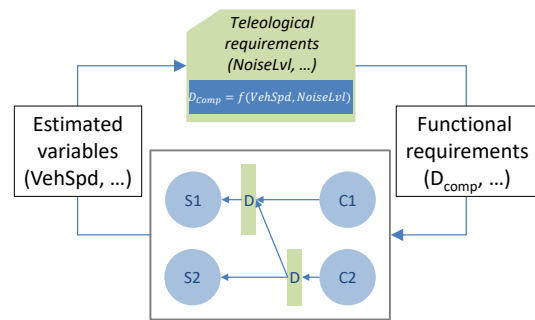 Teleological
requirements
(NoiseLvl, …)
D_Comp = f(VehSpd, NoiseLvl)
Estimated
variables
(VehSpd, …)
Functional
requirements
(D_comp, …)
S1
D
C1
S2
D
C2